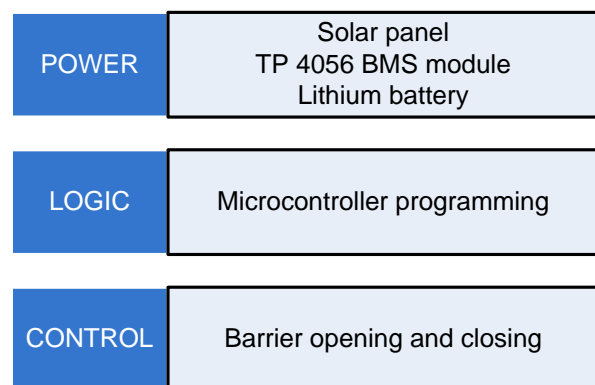 POWER
Solar panel
TP 4056 BMS module
Lithium battery
LOGIC
Microcontroller programming
CONTROL
Barrier opening and closing